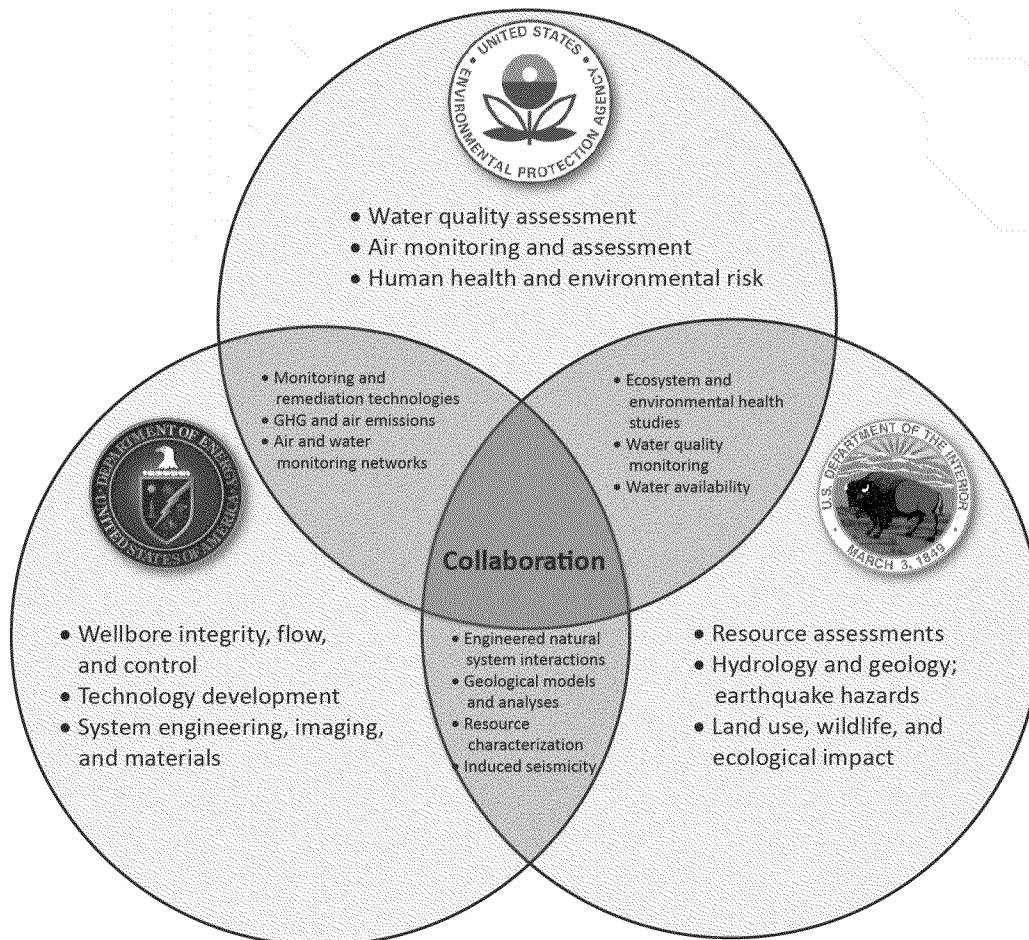 UNITED STATES
ENVIRONMENTAL PROTECTION AGENCY
• Water quality assessment
• Air monitoring and assessment
• Human health and environmental risk
• Monitoring and
remediation technologies
• GHG and air emissions
• Air and water
monitoring networks
• Ecosystem and
environmental health
studies
• Water quality
monitoring
• Water availability
DEPARTMENT OF ENERGY
UNITED STATES OF AMERICA
U.S. DEPARTMENT OF THE INTERIOR
MARCH 3, 1849
Collaboration
• Wellbore integrity, flow,
and control
• Technology development
• System engineering, imaging,
and materials
• Engineered natural
system interactions
• Geological models
and analyses
• Resource
characterization
• Induced seismicity
• Resource assessments
• Hydrology and geology;
earthquake hazards
• Land use, wildlife, and
ecological impact